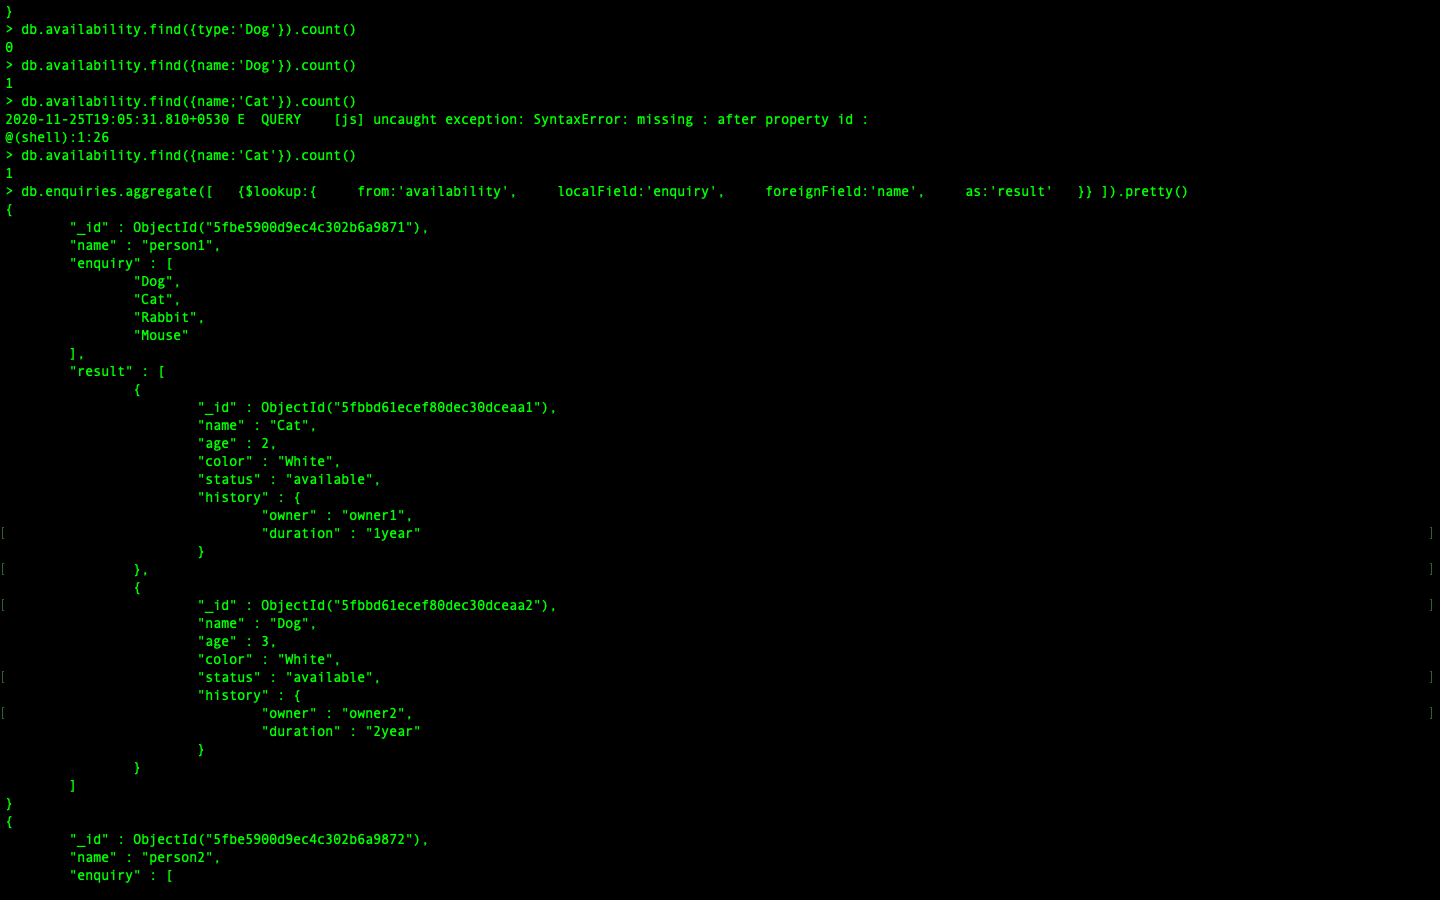 }
> db.availability.find({type:'Dog'}).count()
0
> db.availability.find({name:'Dog'}).count()
1
> db.availability.find({name;'Cat'}).count()
2020-11-25T19:05:31.810+0530 E  QUERY    [js] uncaught exception: SyntaxError: missing : after property id :
@(shell):1:26
> db.availability.find({name:'Cat'}).count()
1
> db.enquiries.aggregate([   {$lookup:{     from:'availability',     localField:'enquiry',     foreignField:'name',     as:'result'   }} ]).pretty()
{
	"_id" : ObjectId("5fbe5900d9ec4c302b6a9871"),
	"name" : "person1",
	"enquiry" : [
		"Dog",
		"Cat",
		"Rabbit",
		"Mouse"
	],
	"result" : [
		{
			"_id" : ObjectId("5fbbd61ecef80dec30dceaa1"),
			"name" : "Cat",
			"age" : 2,
			"color" : "White",
			"status" : "available",
			"history" : {
				"owner" : "owner1",
[				"duration" : "1year"	]
			}
[		},	]
		{
[			"_id" : ObjectId("5fbbd61ecef80dec30dceaa2"),	]
			"name" : "Dog",
			"age" : 3,
			"color" : "White",
[			"status" : "available",	]
			"history" : {
[				"owner" : "owner2",	]
				"duration" : "2year"
			}
		}
	]
}
{
	"_id" : ObjectId("5fbe5900d9ec4c302b6a9872"),
	"name" : "person2",
	"enquiry" : [